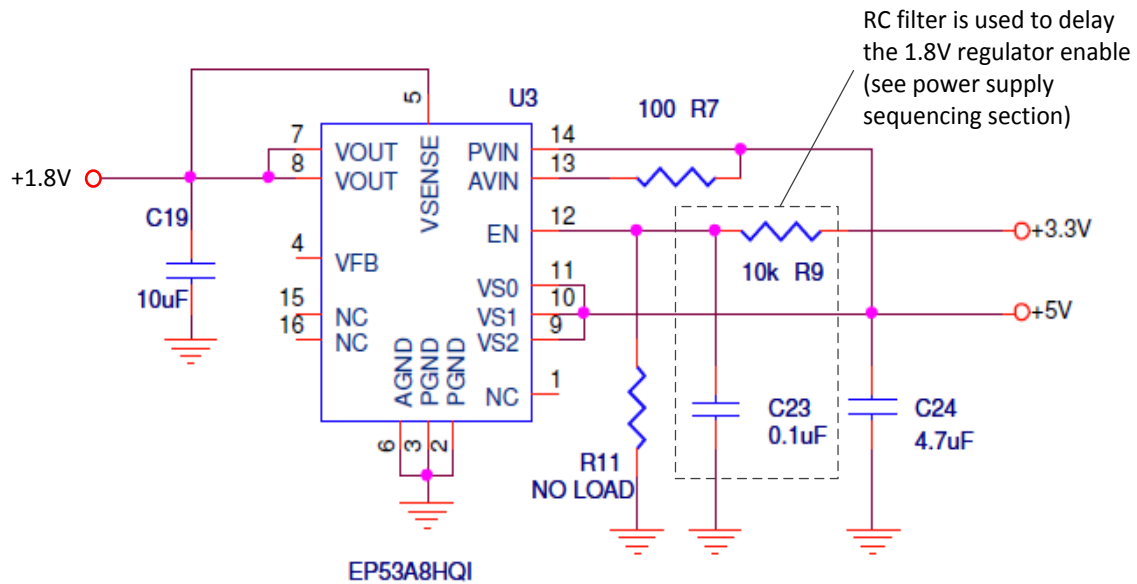 RC filter is used to delay
the 1.8V regulator enable
(see power supply
sequencing section)
U3
5
100 R7
7
VOUT
PVIN
14
8
VOUT
AVIN
13
+1.8V
VSENSE
C19
EN
12
+3.3V
4
VFB
10k R9
10uF
VS0
11
15
NC
VS1
10
+5V
16
NC
VS2
9
AGND
PGND
PGND
NC
1
C23
0.1uF
C24
4.7uF
6
3
2
R11
NO LOAD
EP53A8HQI